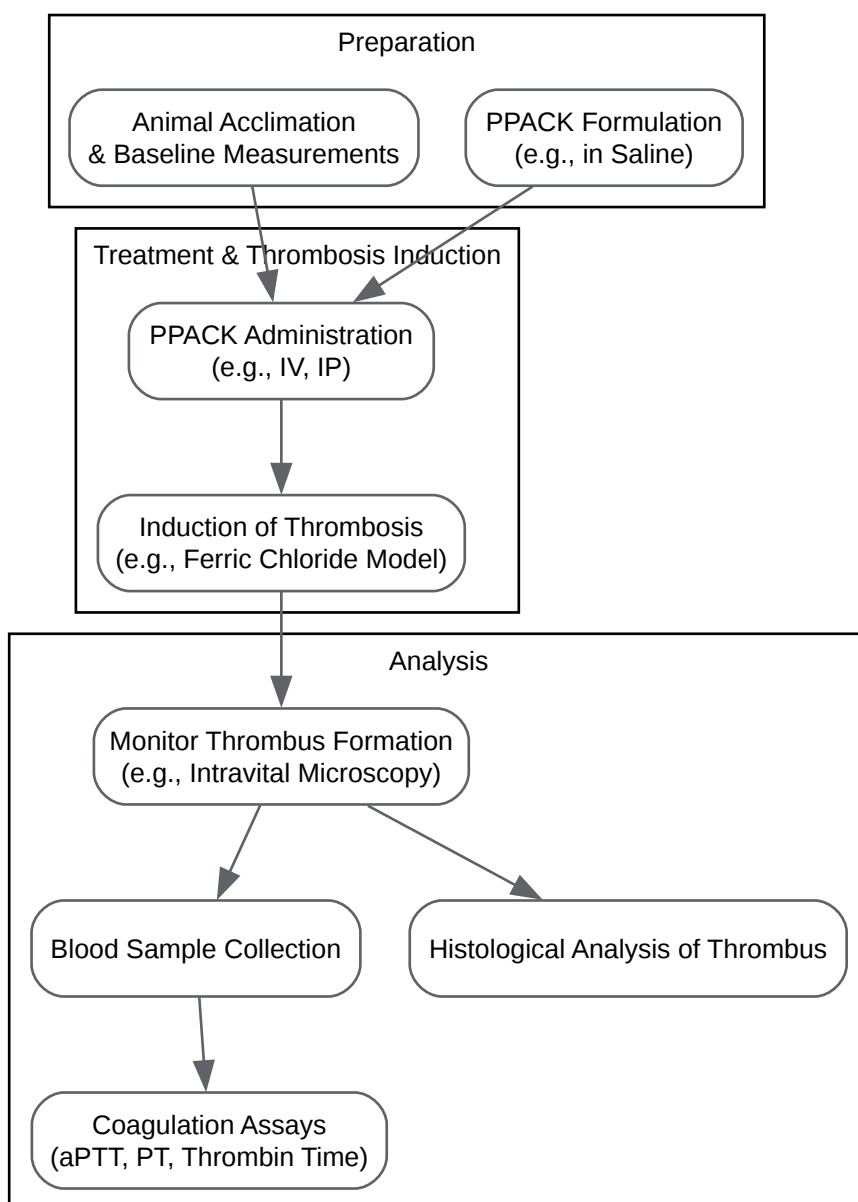 Preparation
Animal Acclimation
& Baseline Measurements
PPACK Formulation
(e.g., in Saline)
Treatment & Thrombosis Induction
PPACK Administration
(e.g., IV, IP)
Induction of Thrombosis
(e.g., Ferric Chloride Model)
Analysis
Monitor Thrombus Formation
(e.g., Intravital Microscopy)
Blood Sample Collection
Histological Analysis of Thrombus
Coagulation Assays
(aPTT, PT, Thrombin Time)